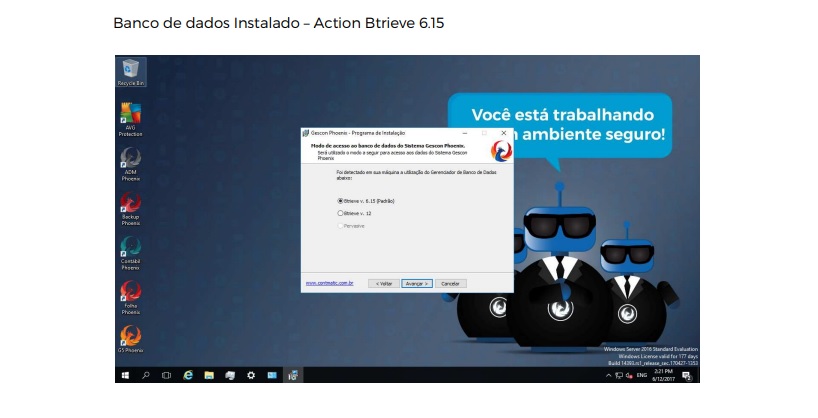 Banco de dados Instalado – Action Btrieve 6.15
Recycle Bin
AVG
Protection
ADM
Phoenix
Backup
Phoenix
Contábil
Phoenix
Folha
Phoenix
G5 Phoenix
Você está trabalhando
ambiente seguro!
Gescon Phoenix - Programa de Instalação
Modo de acesso ao banco de dados do Sistema Gescon Phoenix.
Será utilizado o modo a seguir para acesso aos dados do Sistema Gescon
Phoenix
Foi detectado em sua máquina a utilização do Gerenciador de Banco de Dados
abaixo:
Btrieve v. 6.15 (Padrão)
Btrieve v. 12
Pervasive
www.contmatic.com.br
< Voltar
Avançar >
Cancelar
Windows Server 2016 Standard Evaluation
Windows License valid for 177 days
Build 14393.rs1_release_sec.170427-1353
ENG
2:21 PM
6/12/2017